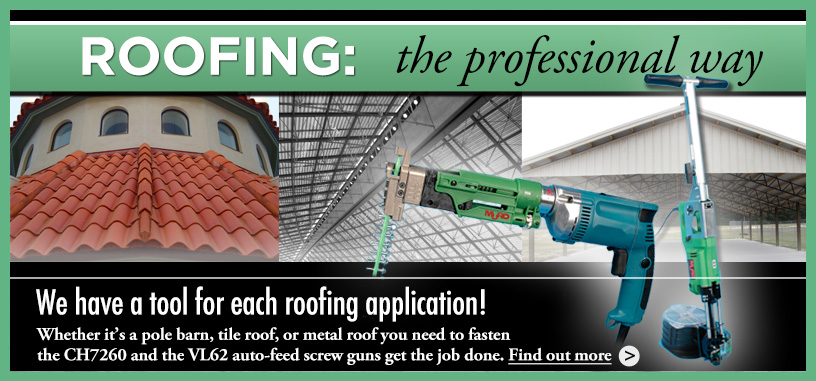 ROOFING: the professional way
MURO
We have a tool for each roofing application!
Whether it's a pole barn, tile roof, or metal roof you need to fasten
the CH7260 and the VL62 auto-feed screw guns get the job done. Find out more >